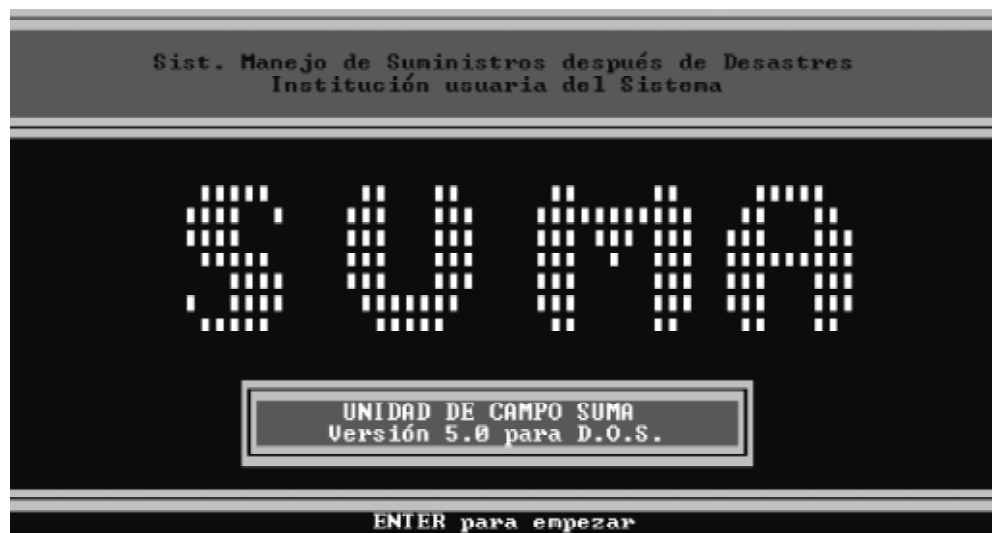 Sist. Manejo de Suministros después de Desastres
Institución usuaria del Sistema
SUMA
UNIDAD DE CAMPO SUMA
Versión 5.0 para D.O.S.
ENTER para empezar